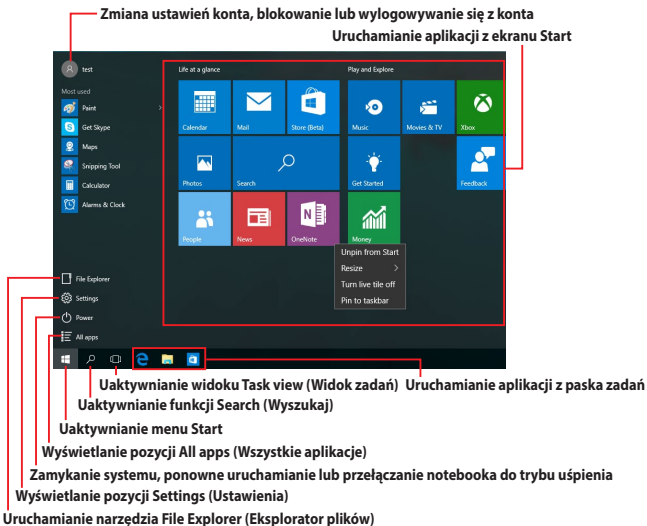 Zmiana ustawień konta, blokowanie lub wylogowywanie się z konta
Uruchamianie aplikacji z ekranu Start
test
Most used
Paint
Get Skype
Maps
Snipping Tool
Calculator
Alarms & Clock
File Explorer
Settings
Power
All apps
Life at a glance
Play and Explore
Calendar
Mail
Store (Beta)
Music
Movies & TV
Xbox
Photos
Search
Get Started
Feedback
People
News
OneNote
Money
Unpin from Start
Resize
Turn live tile off
Pin to taskbar
Uaktywnianie widoku Task view (Widok zadań) Uruchamianie aplikacji z paska zadań
Uaktywnianie funkcji Search (Wyszukaj)
Uaktywnianie menu Start
Wyświetlanie pozycji All apps (Wszystkie aplikacje)
Zamykanie systemu, ponowne uruchamianie lub przełączanie notebooka do trybu uśpienia
Wyświetlanie pozycji Settings (Ustawienia)
Uruchamianie narzędzia File Explorer (Eksplorator plików)